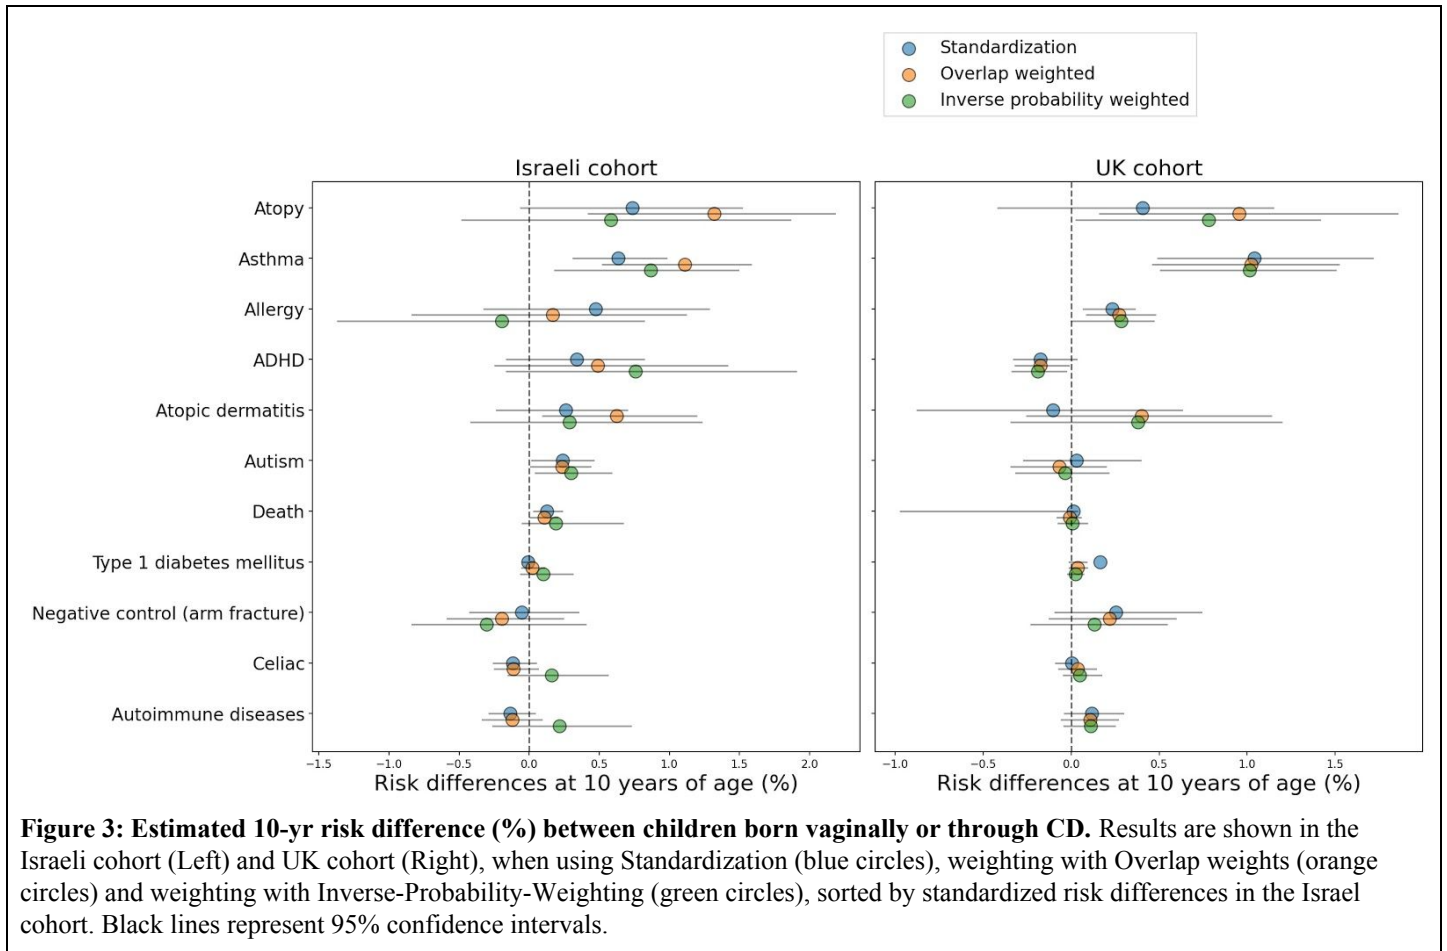 Standardization
Overlap weighted
Inverse probability weighted
Israeli cohort
UK cohort
Atopy
Asthma
Allergy
ADHD
Atopic dermatitis
Autism
Death
Type 1 diabetes mellitus
Negative control (arm fracture)
Celiac
Autoimmune diseases
−1.5 −1.0 −0.5 0.0 0.5 1.0 1.5 2.0
−1.0 −0.5 0.0 0.5 1.0 1.5
Risk differences at 10 years of age (%)
Risk differences at 10 years of age (%)
Figure 3: Estimated 10-yr risk difference (%) between children born vaginally or through CD. Results are shown in the
Israeli cohort (Left) and UK cohort (Right), when using Standardization (blue circles), weighting with Overlap weights (orange
circles) and weighting with Inverse-Probability-Weighting (green circles), sorted by standardized risk differences in the Israel
cohort. Black lines represent 95% confidence intervals.